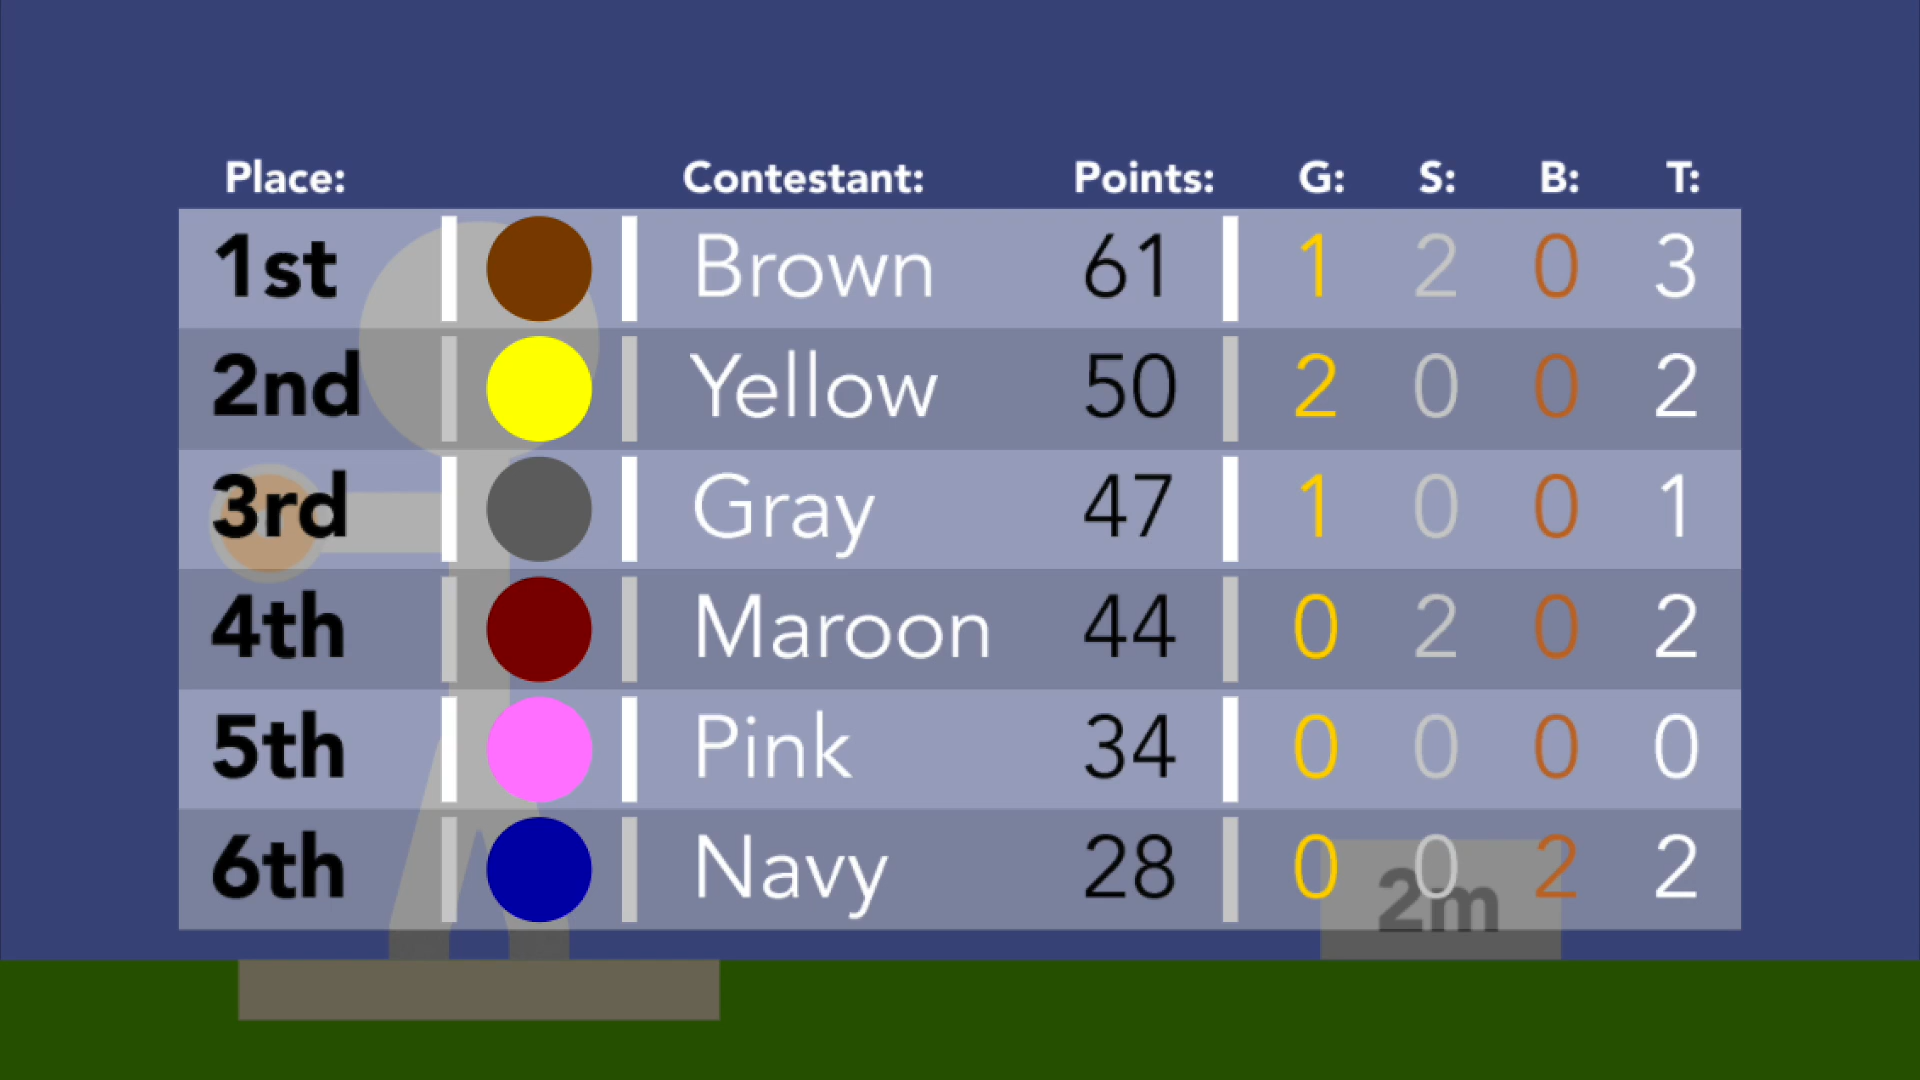 Place: Contestant: Points: G: S: B: T:
1st Brown 61 1 2 0 3
2nd Yellow 50 2 0 0 2
3rd Gray 47 1 0 0 1
4th Maroon 44 0 2 0 2
5th Pink 34 0 0 0 0
6th Navy 28 0 0 2 2
2m